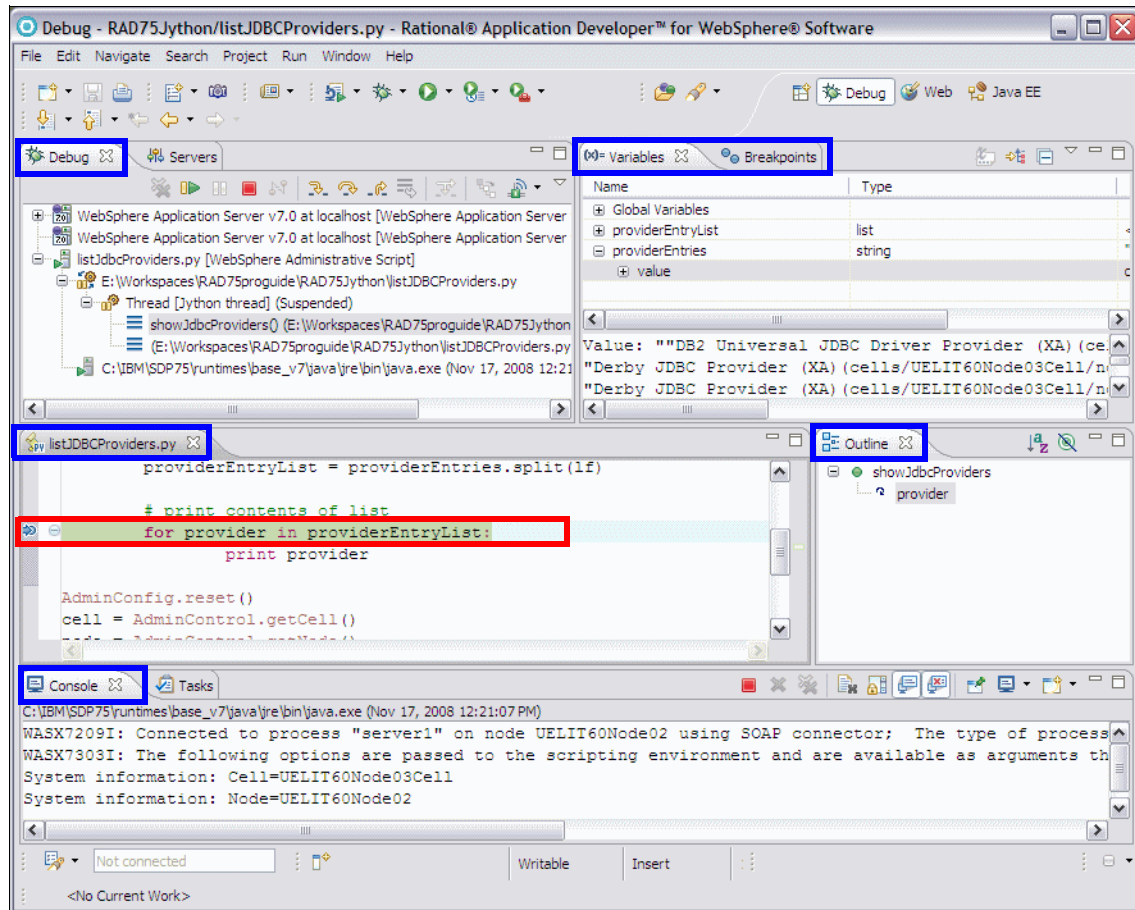 Debug - RAD75Jython/listJDBCProviders.py - Rational® Application Developer™ for WebSphere® Software
File Edit Navigate Search Project Run Window Help
Debug Web Java EE
Debug Servers
WebSphere Application Server v7.0 at localhost [WebSphere Application Server
WebSphere Application Server v7.0 at localhost [WebSphere Application Server
listJdbcProviders.py [WebSphere Administrative Script]
E:\Workspaces\RAD75proguide\RAD75Jython\listJDBCProviders.py
Thread [Jython thread] (Suspended)
showJdbcProviders() (E:\Workspaces\RAD75proguide\RAD75Jython
(E:\Workspaces\RAD75proguide\RAD75Jython\listJDBCProviders.py
C:\IBM\SDP75\runtimes\base_v7\java\jre\bin\java.exe (Nov 17, 2008 12:21
(x)= Variables Breakpoints
Name Type
Global Variables
providerEntryList list
providerEntries string
value
Value: ""DB2 Universal JDBC Driver Provider (XA)(ce
"Derby JDBC Provider (XA)(cells/UELIT60Node03Cell/n
"Derby JDBC Provider (XA)(cells/UELIT60Node03Cell/n
listJDBCProviders.py
providerEntryList = providerEntries.split(lf)
# print contents of list
for provider in providerEntryList:
print provider
AdminConfig.reset()
cell = AdminControl.getCell()
node = AdminControl.getNode()
Outline
showJdbcProviders
provider
Console Tasks
C:\IBM\SDP75\runtimes\base_v7\java\jre\bin\java.exe (Nov 17, 2008 12:21:07 PM)
WASX7209I: Connected to process "server1" on node UELIT60Node02 using SOAP connector; The type of process
WASX7303I: The following options are passed to the scripting environment and are available as arguments th
System information: Cell=UELIT60Node03Cell
System information: Node=UELIT60Node02
Not connected Writable Insert
<No Current Work>